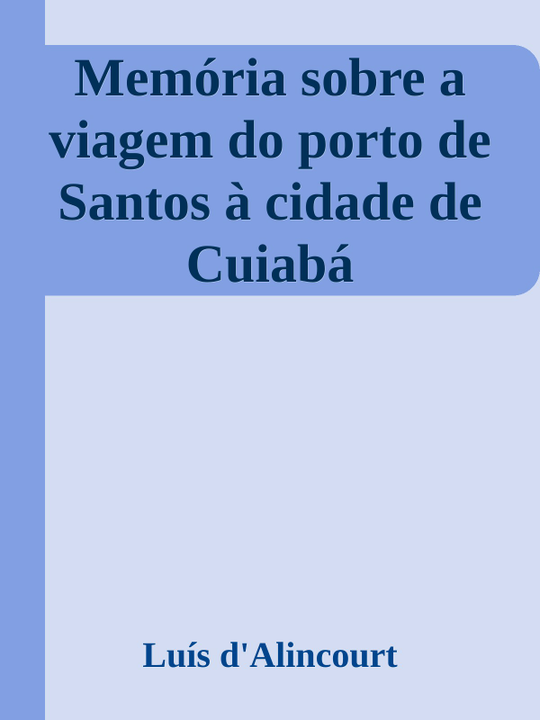 Memória sobre a
viagem do porto de
Santos à cidade de
Cuiabá
Luís d'Alincourt